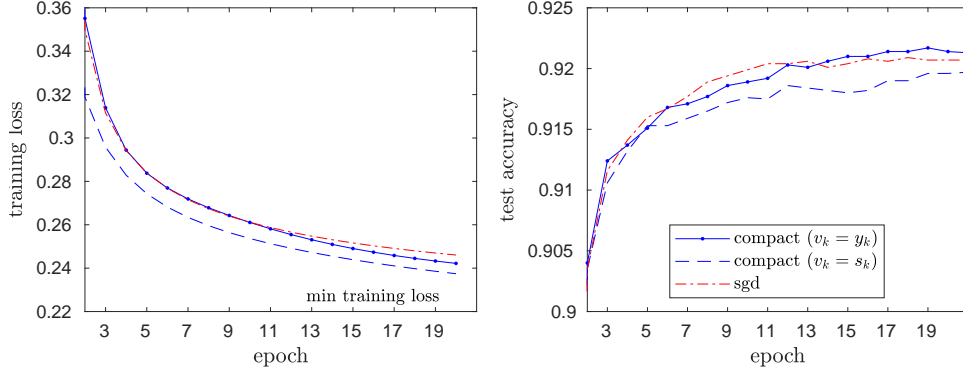 0.36
0.34
0.32
0.3
0.28
0.26
0.24
0.22
training loss
min training loss
3 5 7 9 11 13 15 17 19
epoch
0.925
0.92
0.915
0.91
0.905
0.9
test accuracy
compact (v_k = y_k)
compact (v_k = s_k)
sgd
3 5 7 9 11 13 15 17 19
epoch